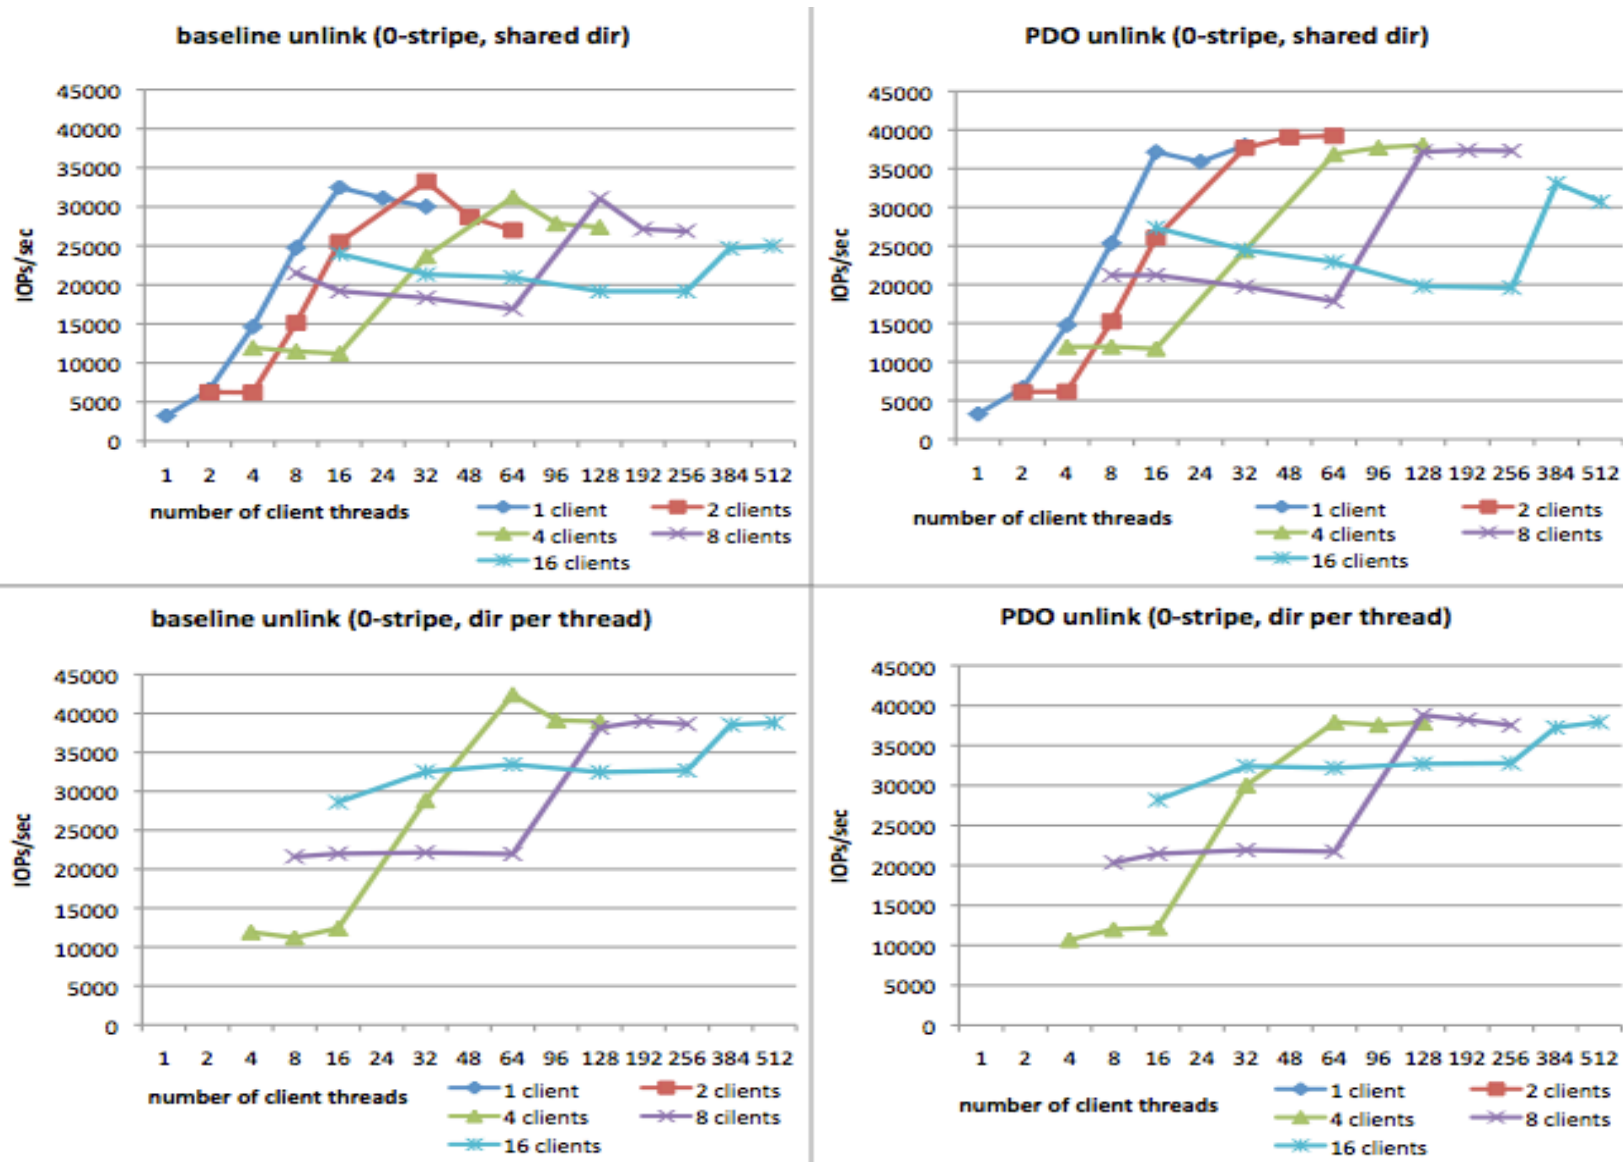 baseline unlink (0-stripe, shared dir)
45000
40000
35000
30000
25000
20000
15000
10000
5000
0
IOPs/sec
1 2 4 8 16 24 32 48 64 96 128 192 256 384 512
number of client threads
1 client 2 clients
4 clients 8 clients
16 clients
PDO unlink (0-stripe, shared dir)
45000
40000
35000
30000
25000
20000
15000
10000
5000
0
IOPs/sec
1 2 4 8 16 24 32 48 64 96 128 192 256 384 512
number of client threads
1 client 2 clients
4 clients 8 clients
16 clients
baseline unlink (0-stripe, dir per thread)
45000
40000
35000
30000
25000
20000
15000
10000
5000
0
IOPs/sec
1 2 4 8 16 24 32 48 64 96 128 192 256 384 512
number of client threads
1 client 2 clients
4 clients 8 cilents
16 clients
PDO unlink (0-stripe, dir per thread)
45000
40000
35000
30000
25000
20000
15000
10000
5000
0
IOPs/sec
1 2 4 8 16 24 32 48 64 96 128 192 256 384 512
number of client threads
1 client 2 clients
4 clients 8 clients
16 clients